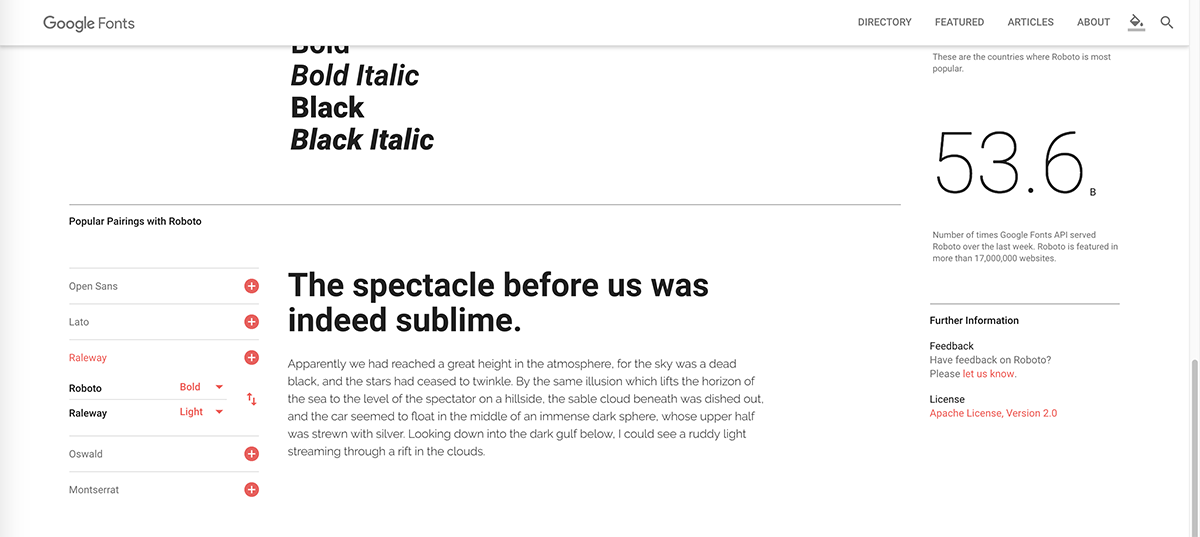 Google Fonts
DIRECTORY FEATURED ARTICLES ABOUT
Bold
Bold Italic
Black
Black Italic
Popular Pairings with Roboto
Open Sans
Lato
Raleway
Roboto Bold
Raleway Light
Oswald
Montserrat
The spectacle before us was
indeed sublime.
Apparently we had reached a great height in the atmosphere, for the sky was a dead
black, and the stars had ceased to twinkle. By the same illusion which lifts the horizon of
the sea to the level of the spectator on a hillside, the sable cloud beneath was dished out,
and the car seemed to float in the middle of an immense dark sphere, whose upper half
was strewn with silver. Looking down into the dark gulf below, I could see a ruddy light
streaming through a rift in the clouds.
These are the countries where Roboto is most
popular.
53.6 B
Number of times Google Fonts API served
Roboto over the last week. Roboto is featured in
more than 17,000,000 websites.
Further Information
Feedback
Have feedback on Roboto?
Please let us know.
License
Apache License, Version 2.0